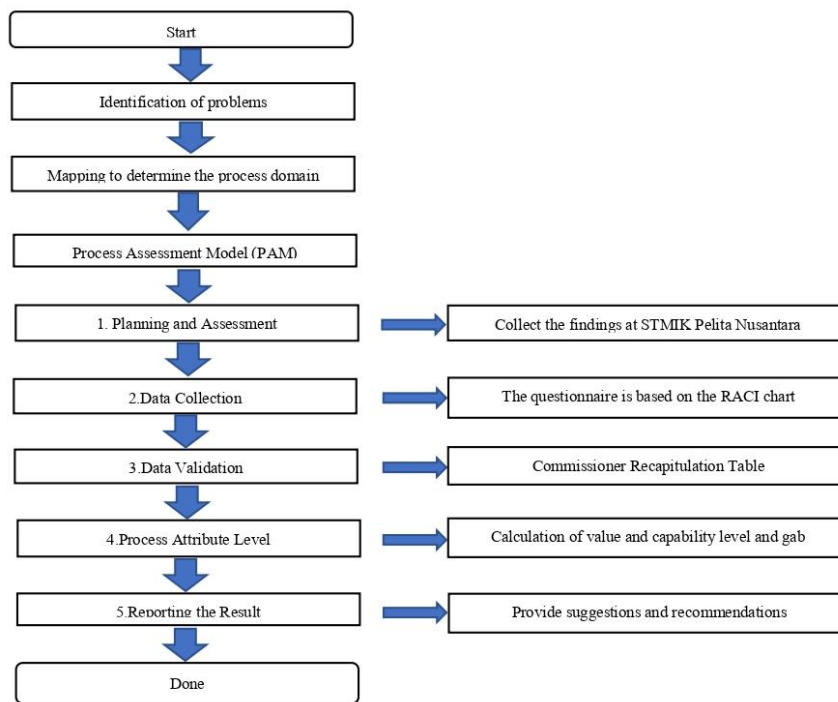 Start
Identification of problems
Mapping to determine the process domain
Process Assessment Model (PAM)
1. Planning and Assessment
Collect the findings at STMIK Pelita Nusantara
2.Data Collection
The questionnaire is based on the RACI chart
3.Data Validation
Commissioner Recapitulation Table
4.Process Attribute Level
Calculation of value and capability level and gab
5.Reporting the Result
Provide suggestions and recommendations
Done